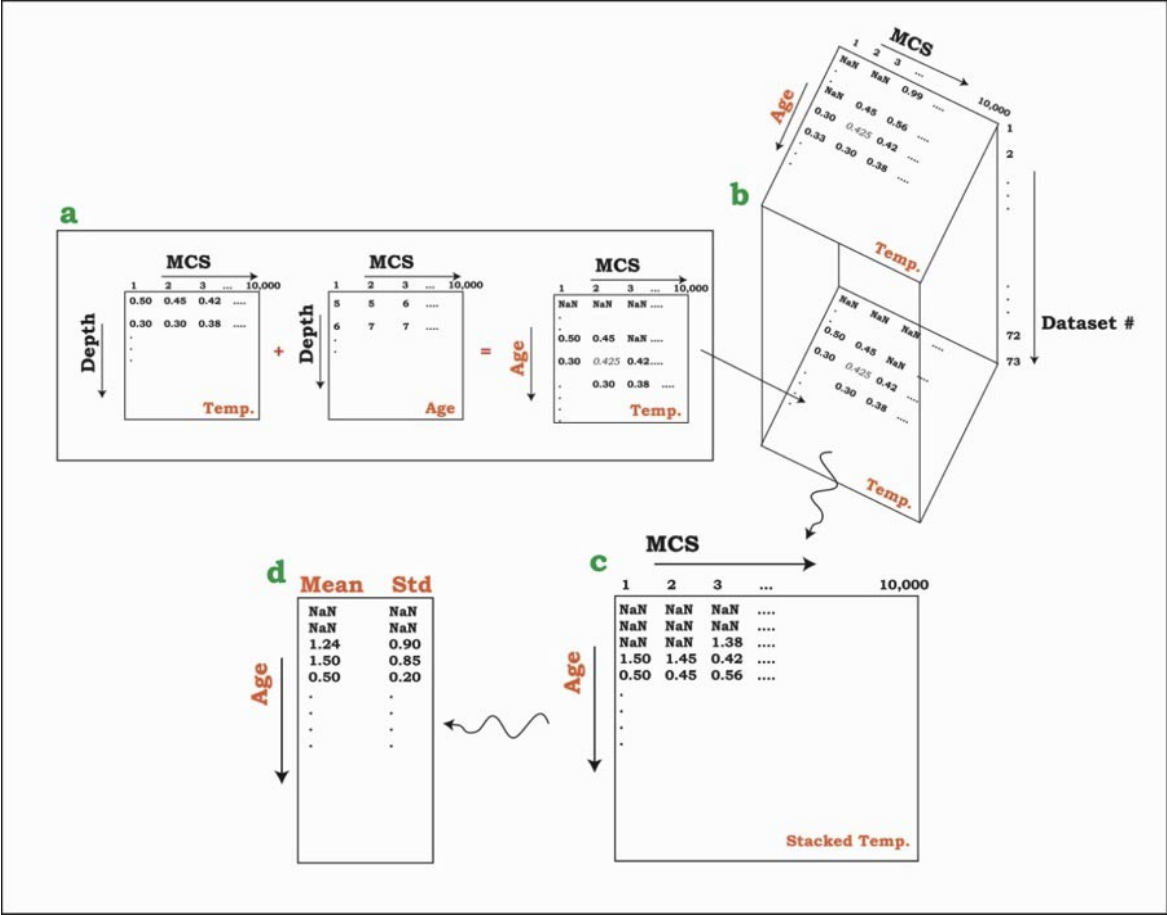 a
MCS
1 2 3 ... 10,000
Depth
0.50 0.45 0.42 ....
0.30 0.30 0.38 ....
.
.
.
Temp.
+
MCS
1 2 3 ... 10,000
Depth
5 5 6 ....
6 7 7 ....
.
.
Age
=
MCS
1 2 3 ... 10,000
Age
NaN NaN NaN ....
.
.
0.50 0.45 NaN ....
0.30 0.425 0.42 ....
. 0.30 0.38 ....
.
.
.
Temp.
b
MCS
1 2 3 ... 10,000
Age
NaN NaN 0.99 ....
.
.
NaN 0.45 0.56 ....
0.30 0.425 0.42 ....
0.33 0.30 0.38 ....
.
.
.
Temp.
1
2
.
.
.
.
.
.
72
73
Dataset #
NaN NaN NaN ....
.
.
0.50 0.45 NaN ....
0.30 0.425 0.42 ....
. 0.30 0.38 ....
.
.
.
Temp.
c
MCS
1 2 3 ... 10,000
Age
NaN NaN NaN ....
NaN NaN NaN ....
NaN NaN 1.38 ....
1.50 1.45 0.42 ....
0.50 0.45 0.56 ....
.
.
.
.
Stacked Temp.
d
Mean Std
Age
NaN NaN
NaN NaN
1.24 0.90
1.50 0.85
0.50 0.20
. .
. .
. .
. .